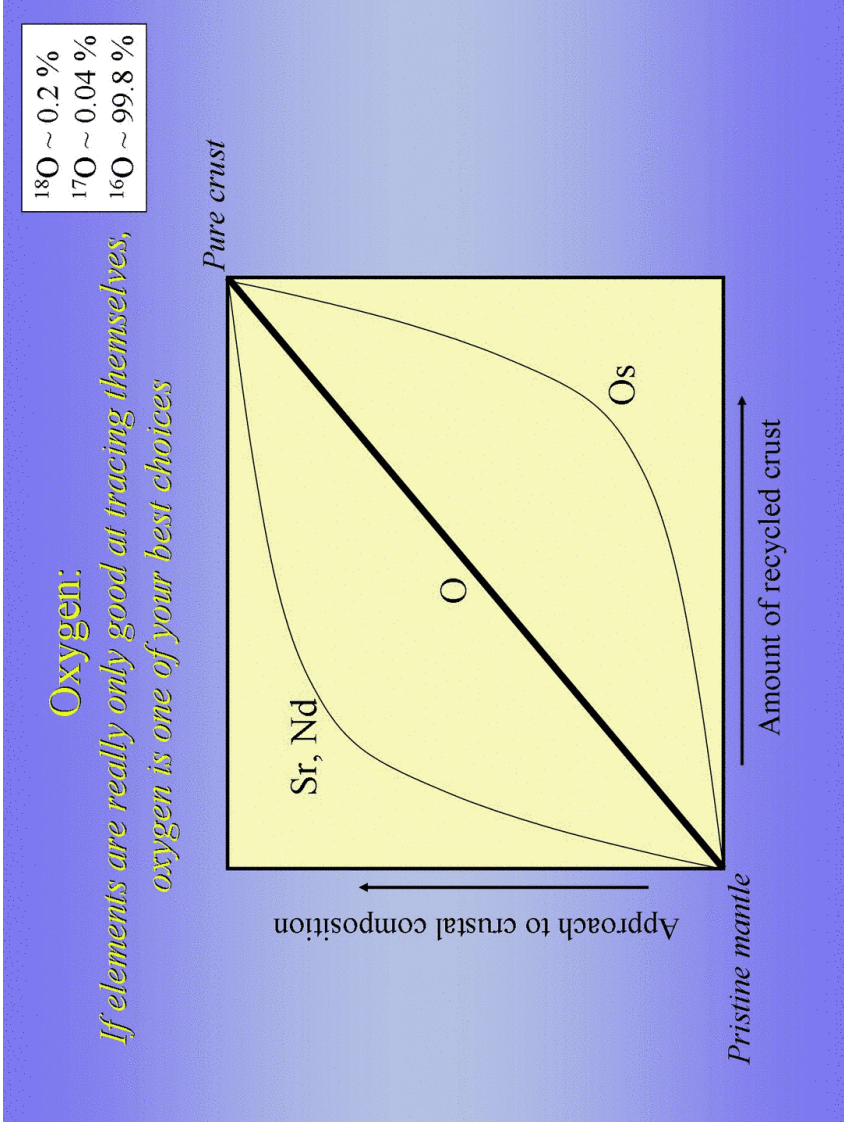 Oxygen:
If elements are really only good at tracing themselves,
oxygen is one of your best choices
¹⁸O ~ 0.2 %
¹⁷O ~ 0.04 %
¹⁶O ~ 99.8 %
Pure crust
Sr, Nd
O
Os
Approach to crustal composition
Pristine mantle
Amount of recycled crust